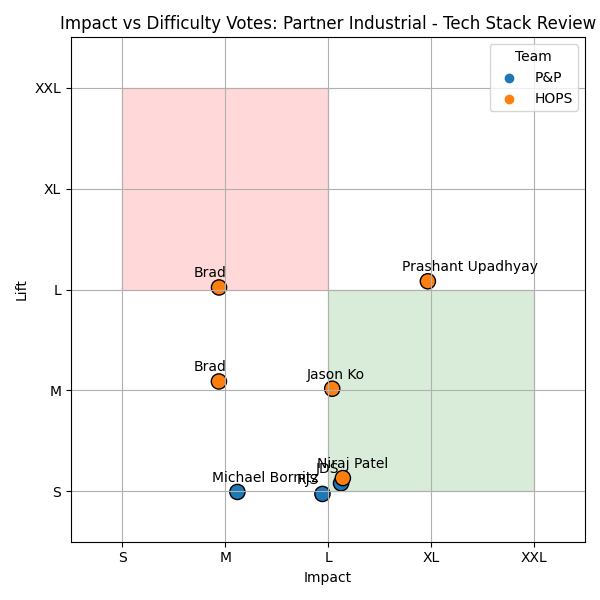 Impact vs Difficulty Votes: Partner Industrial - Tech Stack Review
Team
P&P
HOPS
XXL
XL
L
M
S
Lift
Brad
Prashant Upadhyay
Brad
Jason Ko
Niraj Patel
JDS
Michael Bornitz
RJS
S
M
L
XL
XXL
Impact